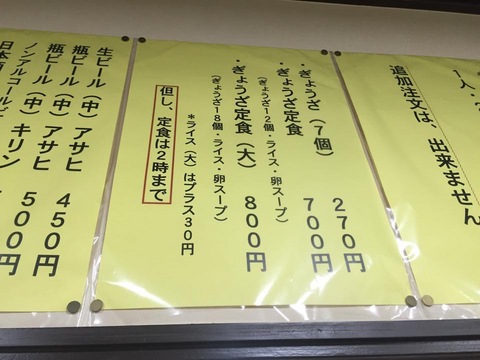 1人、
追加注文は、出来ません
・ぎょうざ(7個) 270円
・ぎょうざ定食 700円
(ぎょうざ12個・ライス・卵スープ)
・ぎょうざ定食(大) 800円
(ぎょうざ18個・ライス・卵スープ)
*ライス(大)はプラス30円
但し、定食は2時まで
生ビール(中)アサヒ 450円
瓶ビール(中)アサヒ 500円
瓶ビール(中)キリン
ノンアルコールビ
日本酒